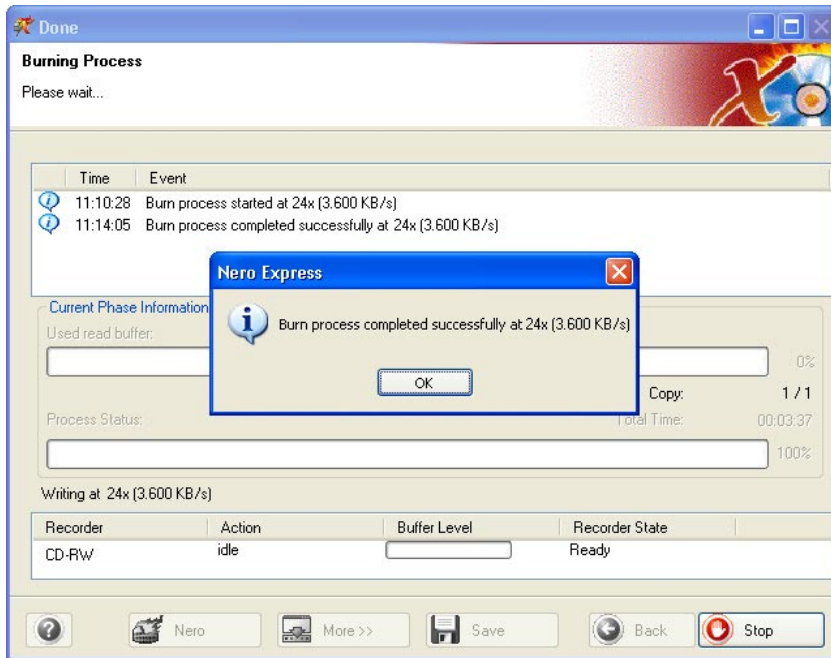 Done
Burning Process
Please wait...
Time Event
11:10:28 Burn process started at 24x (3.600 KB/s)
11:14:05 Burn process completed successfully at 24x (3.600 KB/s)
Nero Express
Burn process completed successfully at 24x (3.600 KB/s)
OK
Current Phase Information
Used read buffer:
0%
Copy: 1 / 1
Process Status: Total Time: 00:03:37
100%
Writing at 24x (3.600 KB/s)
Recorder Action Buffer Level Recorder State
CD-RW idle Ready
Nero More >> Save Back Stop